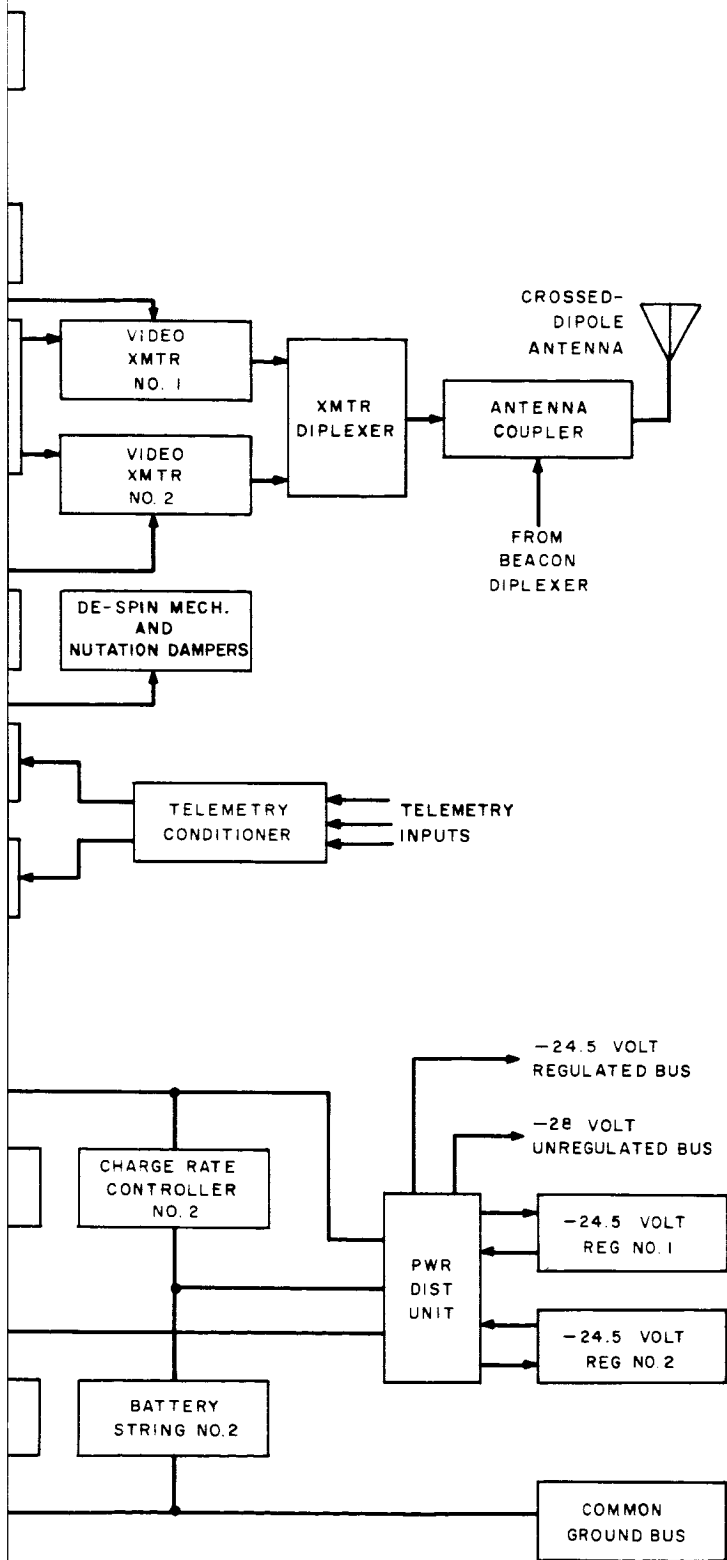 CROSSED-
DIPOLE
ANTENNA
VIDEO
XMTR
NO. 1
XMTR
DIPLEXER
ANTENNA
COUPLER
VIDEO
XMTR
NO. 2
FROM
BEACON
DIPLEXER
DE-SPIN MECH.
AND
NUTATION DAMPERS
TELEMETRY
CONDITIONER
TELEMETRY
INPUTS
-24.5 VOLT
REGULATED BUS
-28 VOLT
UNREGULATED BUS
CHARGE RATE
CONTROLLER
NO. 2
PWR
DIST
UNIT
-24.5 VOLT
REG NO. 1
-24.5 VOLT
REG NO. 2
BATTERY
STRING NO. 2
COMMON
GROUND BUS